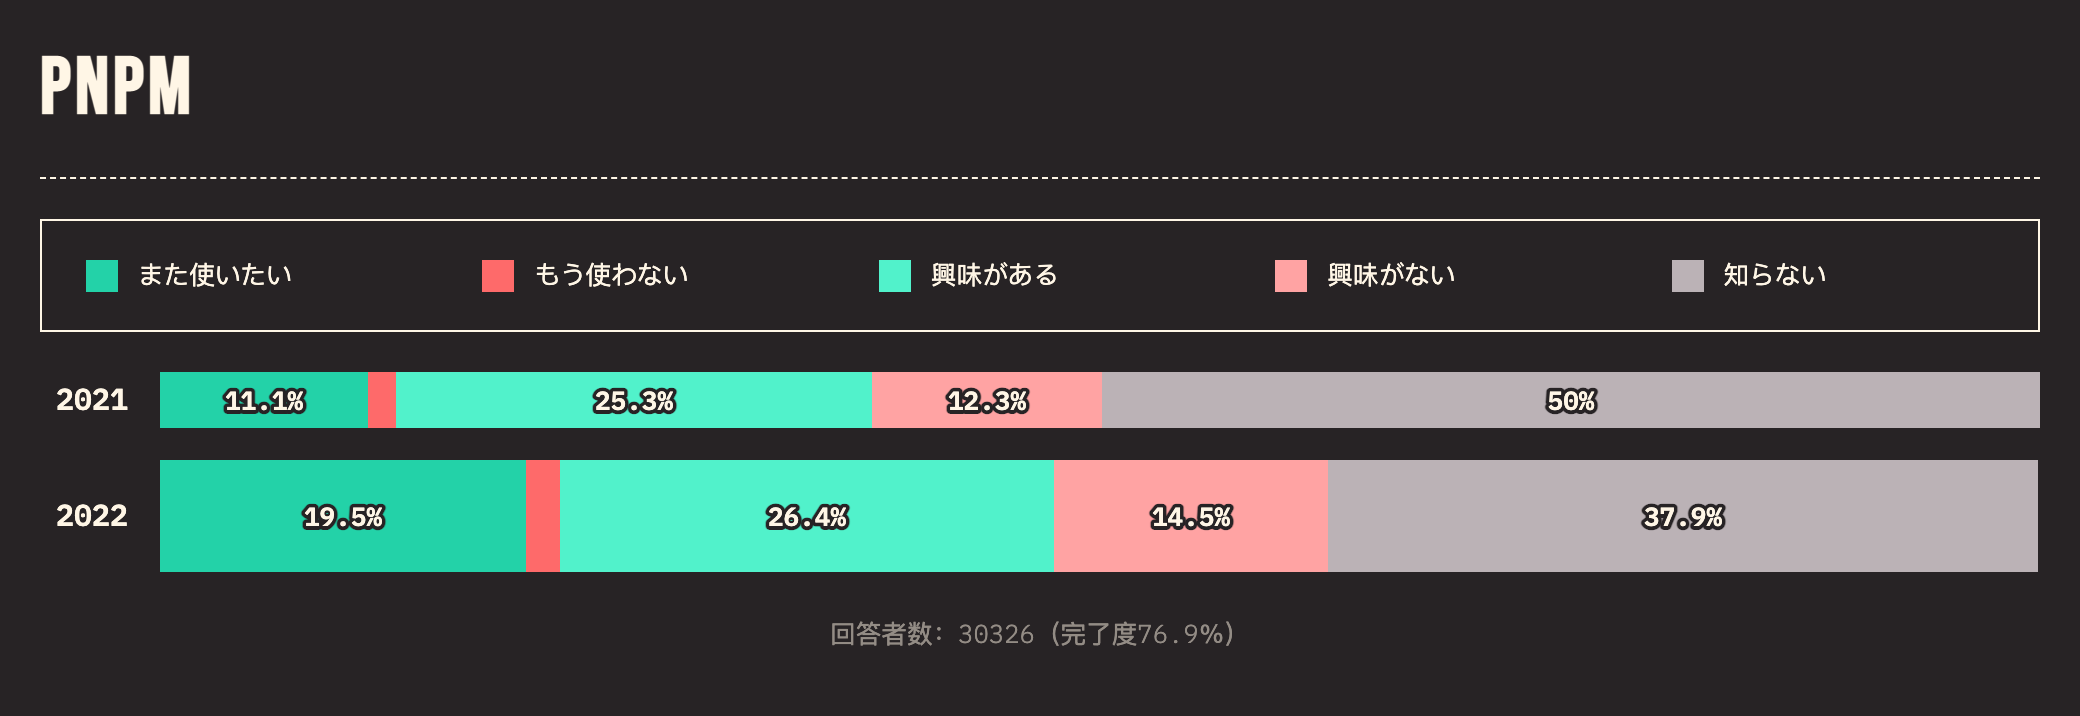 PNPM
また使いたい もう使わない 興味がある 興味がない 知らない
2021 11.1% 25.3% 12.3% 50%
2022 19.5% 26.4% 14.5% 37.9%
回答者数: 30326 (完了度76.9%)